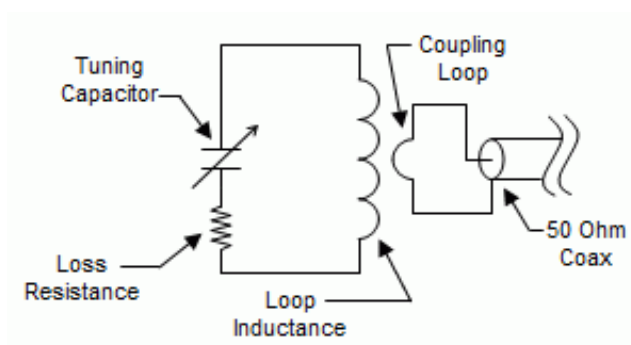 Tuning
Capacitor
Coupling
Loop
Loss
Resistance
Loop
Inductance
50 Ohm
Coax